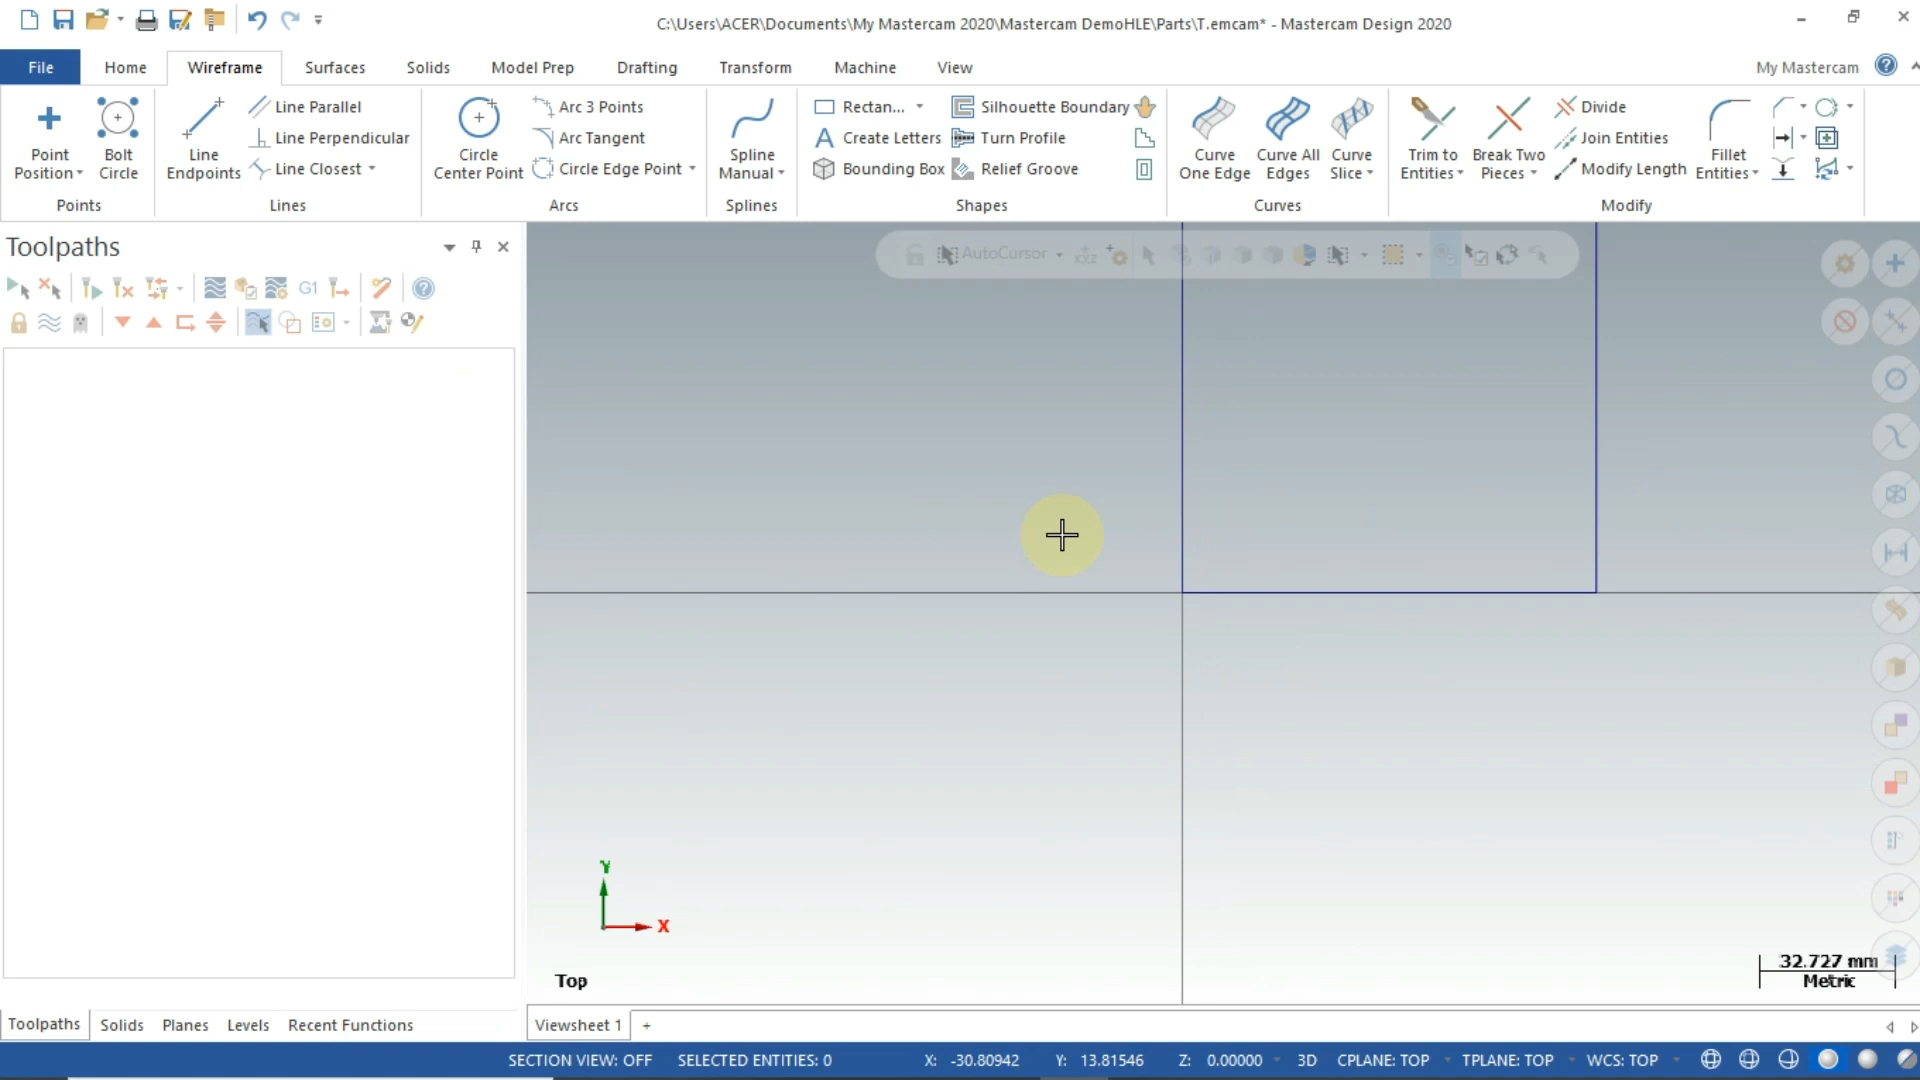 C:\Users\ACER\Documents\My Mastercam 2020\Mastercam DemoHLE\Parts\T.emcam* - Mastercam Design 2020
File Home Wireframe Surfaces Solids Model Prep Drafting Transform Machine View My Mastercam
Point Position
Bolt Circle
Points
Line Endpoints
Line Parallel
Line Perpendicular
Line Closest
Lines
Circle Center Point
Arc 3 Points
Arc Tangent
Circle Edge Point
Arcs
Spline Manual
Splines
Rectan...
Create Letters
Bounding Box
Silhouette Boundary
Turn Profile
Relief Groove
Shapes
Curve One Edge
Curve All Edges
Curve Slice
Curves
Trim to Entities
Break Two Pieces
Divide
Join Entities
Modify Length
Fillet Entities
Modify
Toolpaths
G1
AutoCursor
Y
X
Top
32.727 mm
Metric
Toolpaths Solids Planes Levels Recent Functions
Viewsheet 1 +
SECTION VIEW: OFF SELECTED ENTITIES: 0 X: -30.80942 Y: 13.81546 Z: 0.00000 3D CPLANE: TOP TPLANE: TOP WCS: TOP